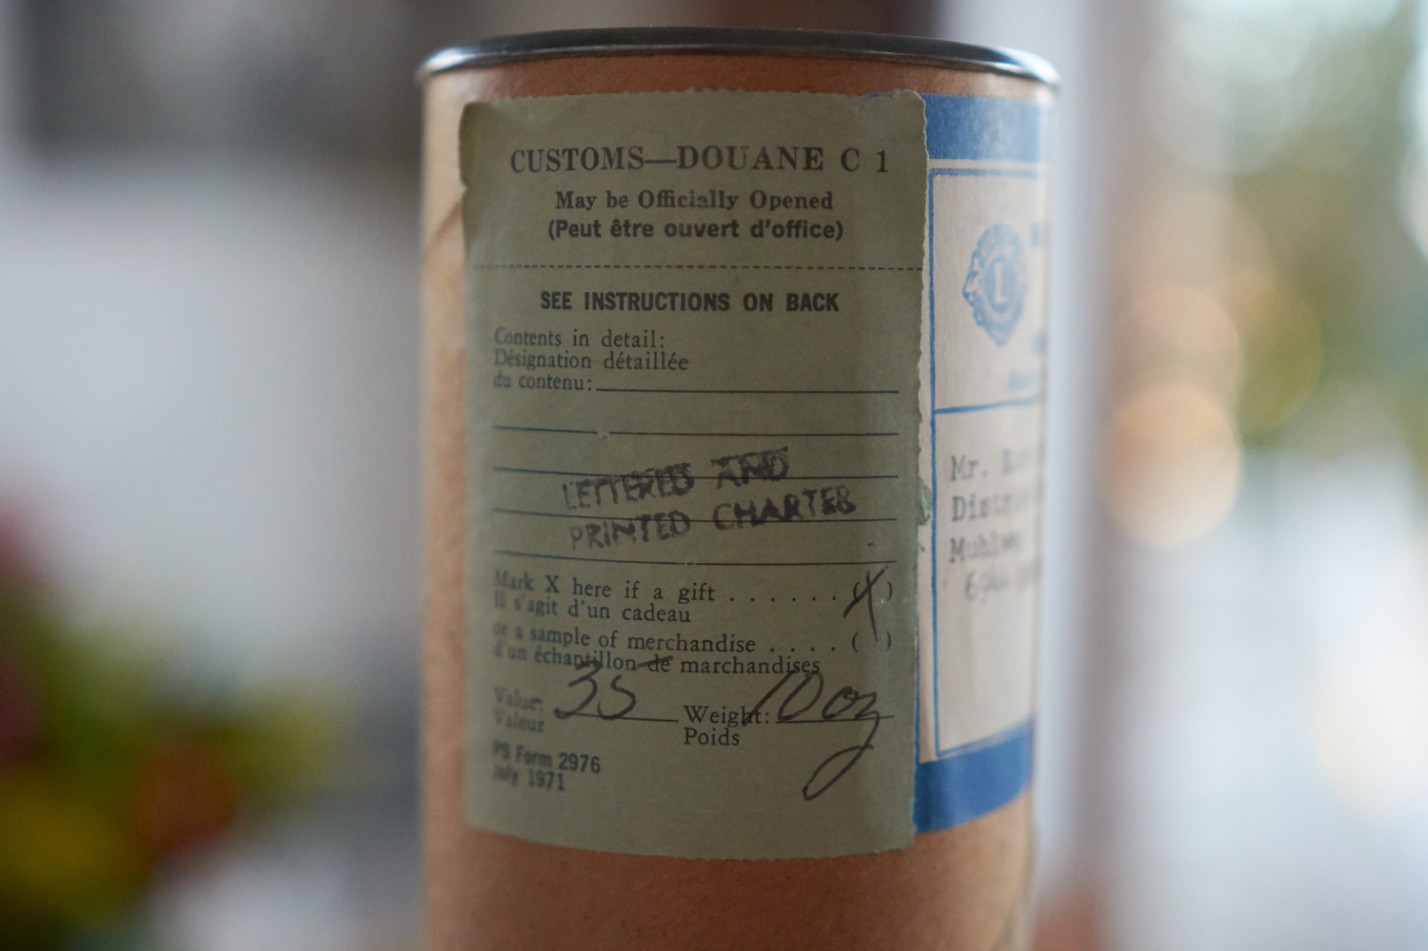 CUSTOMS—DOUANE C 1
May be Officially Opened
(Peut être ouvert d'office)
SEE INSTRUCTIONS ON BACK
Contents in detail:
Désignation détaillée
du contenu:
LETTERED AND
PRINTED CHARTER
Mark X here if a gift . . . . . . (X)
Il s'agit d'un cadeau
or a sample of merchandise . . . . ( )
d'un échantillon de marchandises
Value: 35 Weight: 10 oz
Valeur Poids
PS Form 2976
July 1971
L
Mr.